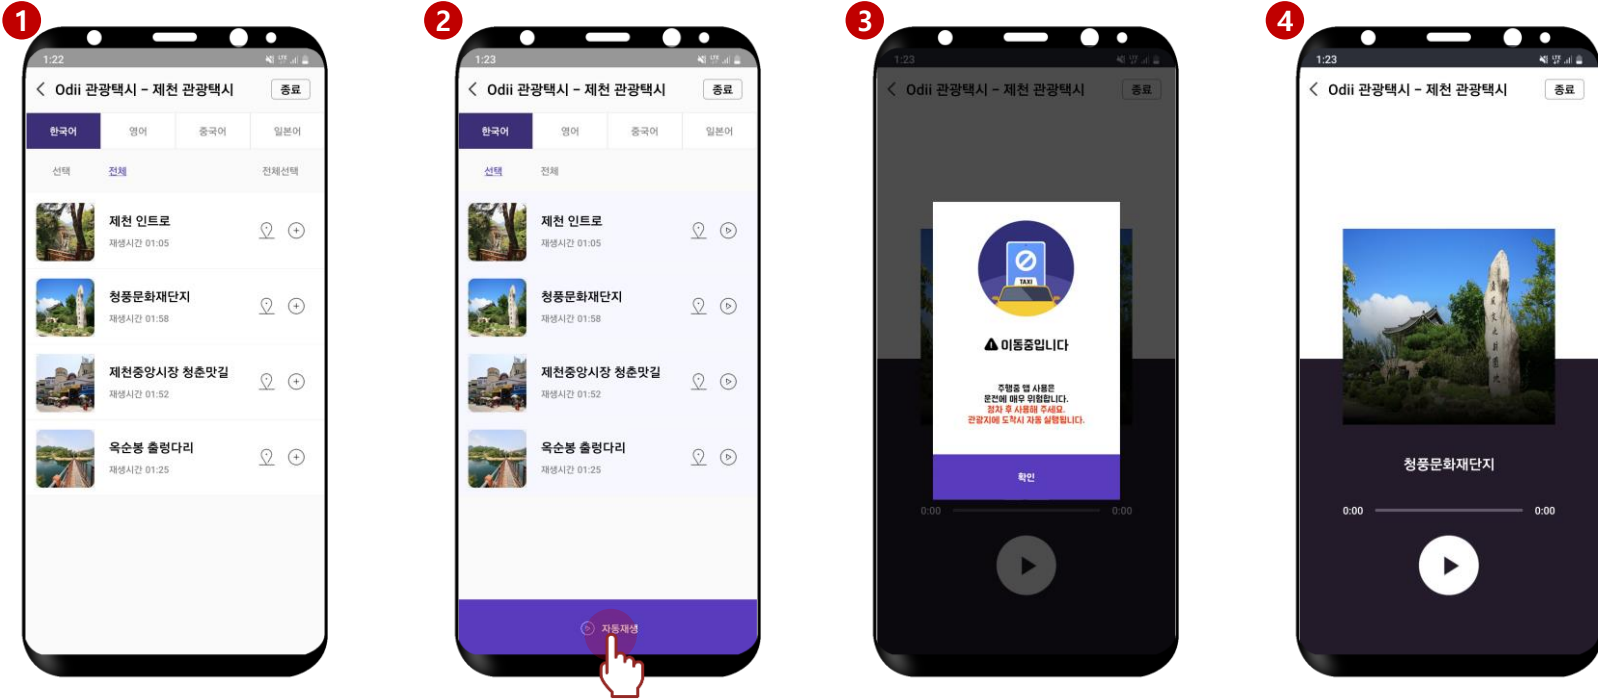 1
1:22
Odii 관광택시 – 제천 관광택시
종료
한국어 영어 중국어 일본어
선택 전체 전체선택
제천 인트로
재생시간 01:05
청풍문화재단지
재생시간 01:58
제천중앙시장 청춘맛길
재생시간 01:52
옥순봉 출렁다리
재생시간 01:25
2
1:23
Odii 관광택시 – 제천 관광택시
종료
한국어 영어 중국어 일본어
선택 전체
제천 인트로
재생시간 01:05
청풍문화재단지
재생시간 01:58
제천중앙시장 청춘맛길
재생시간 01:52
옥순봉 출렁다리
재생시간 01:25
자동재생
3
1:23
Odii 관광택시 – 제천 관광택시
종료
TAXI
이동중입니다
주행중 앱 사용은
운전에 매우 위험합니다.
정차 후 사용해 주세요.
관광지에 도착시 자동 실행됩니다.
확인
0:00 0:00
4
1:23
Odii 관광택시 – 제천 관광택시
종료
청풍문화재단지
0:00 0:00